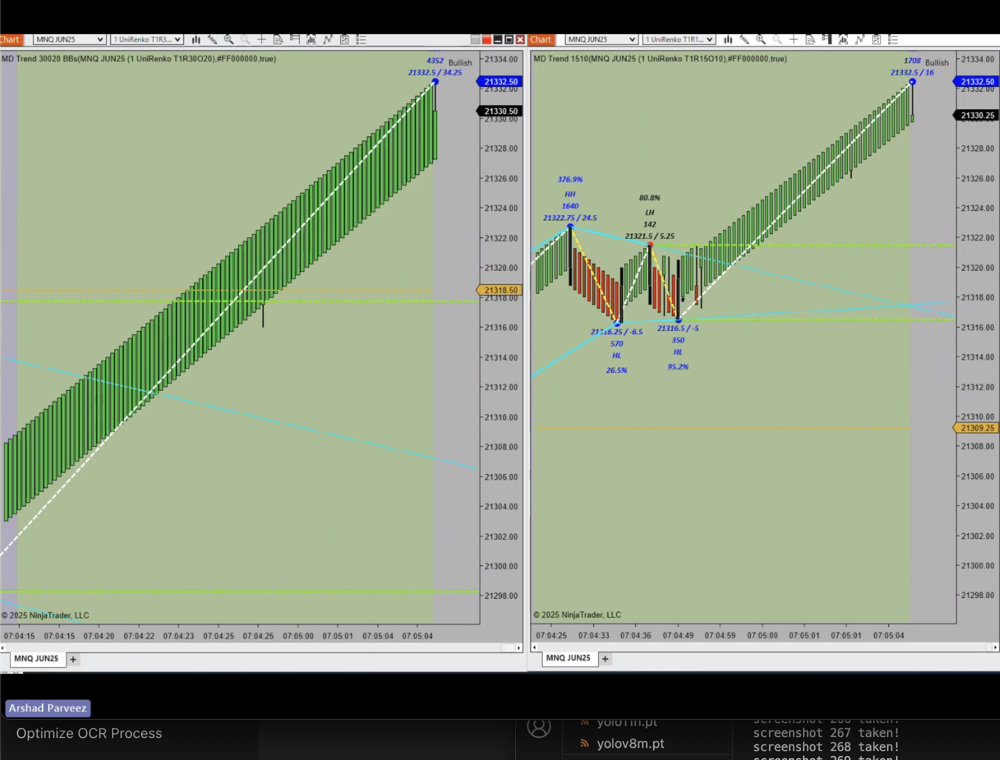 Chart MNQ JUN25 1 UniRenko T1R3...
MD Trend 30020 BBs(MNQ JUN25 (1 UniRenko T1R30O20),#FF000000,true)
4352 Bullish
21332.5 / 34.25
21334.00
21332.50
21332.00
21330.50
21330.00
21328.00
21326.00
21324.00
21322.00
21320.00
21318.50
21318.00
21316.00
21314.00
21312.00
21310.00
21308.00
21306.00
21304.00
21302.00
21300.00
21298.00
© 2025 NinjaTrader, LLC
07:04:15 07:04:15 07:04:20 07:04:22 07:04:23 07:04:25 07:04:25 07:05:00 07:05:01 07:05:04 07:05:04
MNQ JUN25 +
Chart MNQ JUN25 1 UniRenko T1R1...
MD Trend 1510(MNQ JUN25 (1 UniRenko T1R15O10),#FF000000,true)
1708 Bullish
21332.5 / 16
376.9%
HH
1640
21322.75 / 24.5
80.8%
LH
142
21321.5 / 5.25
21316.25 / -6.5
570
HL
26.5%
21316.5 / -5
350
HL
95.2%
21334.00
21332.50
21332.00
21330.25
21328.00
21326.00
21324.00
21322.00
21320.00
21318.00
21316.00
21314.00
21312.00
21310.00
21309.25
21308.00
21306.00
21304.00
21302.00
21300.00
21298.00
© 2025 NinjaTrader, LLC
07:04:25 07:04:33 07:04:36 07:04:49 07:04:59 07:05:00 07:05:01 07:05:01 07:05:04
MNQ JUN25 +
Arshad Parveez
Optimize OCR Process
yolo11n.pt
yolov8m.pt
screenshot 267 taken!
screenshot 268 taken!